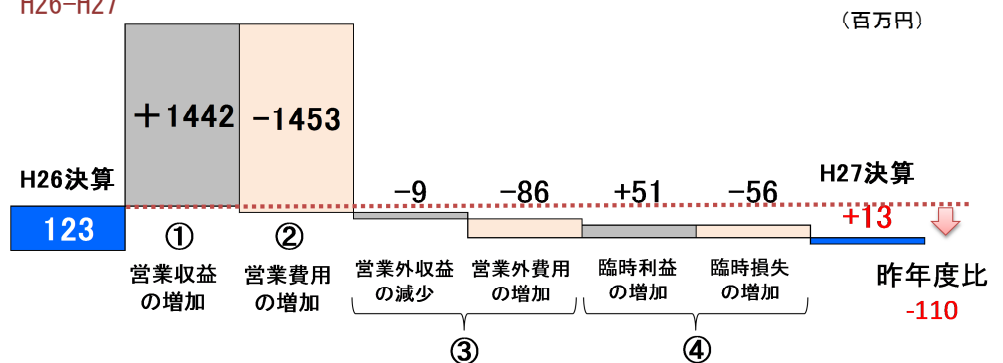 H26-H27
(百万円)
+1442
-1453
H26決算
123
-9
-86
+51
-56
H27決算
+13
①
営業収益
の増加
②
営業費用
の増加
営業外収益
の減少
営業外費用
の増加
臨時利益
の増加
臨時損失
の増加
③
④
昨年度比
-110